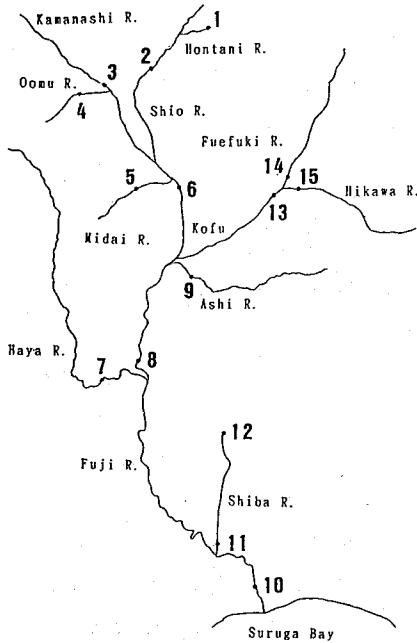 Kamanashi R.
1
Hontani R.
2
3
Oomu R.
4
Shio R.
Fuefuki R.
14
15
5
6
13
Hikawa R.
Kofu
Midai R.
9
Ashi R.
Haya R.
8
7
12
Fuji R.
Shiba R.
11
10
Suruga Bay